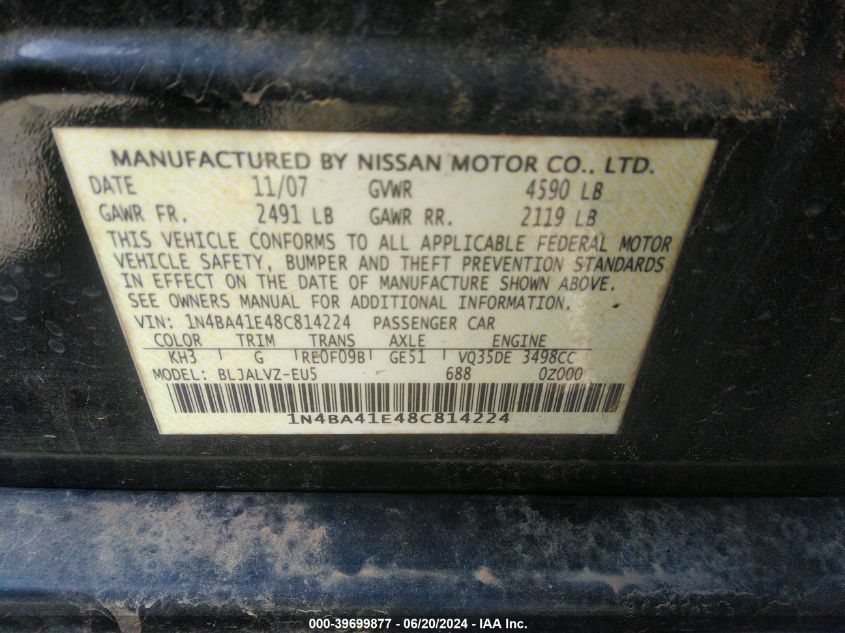 MANUFACTURED BY NISSAN MOTOR CO., LTD.
DATE 11/07 GVWR 4590 LB
GAWR FR. 2491 LB GAWR RR. 2119 LB
THIS VEHICLE CONFORMS TO ALL APPLICABLE FEDERAL MOTOR
VEHICLE SAFETY, BUMPER AND THEFT PREVENTION STANDARDS
IN EFFECT ON THE DATE OF MANUFACTURE SHOWN ABOVE.
SEE OWNERS MANUAL FOR ADDITIONAL INFORMATION.
VIN: 1N4BA41E48C814224 PASSENGER CAR
COLOR TRIM TRANS AXLE ENGINE
KH3 G RE0F09B GE51 VQ35DE 3498CC
MODEL: BLJALVZ-EU5 688 0Z000
1N4BA41E48C814224
000-39699877 - 06/20/2024 - IAA Inc.